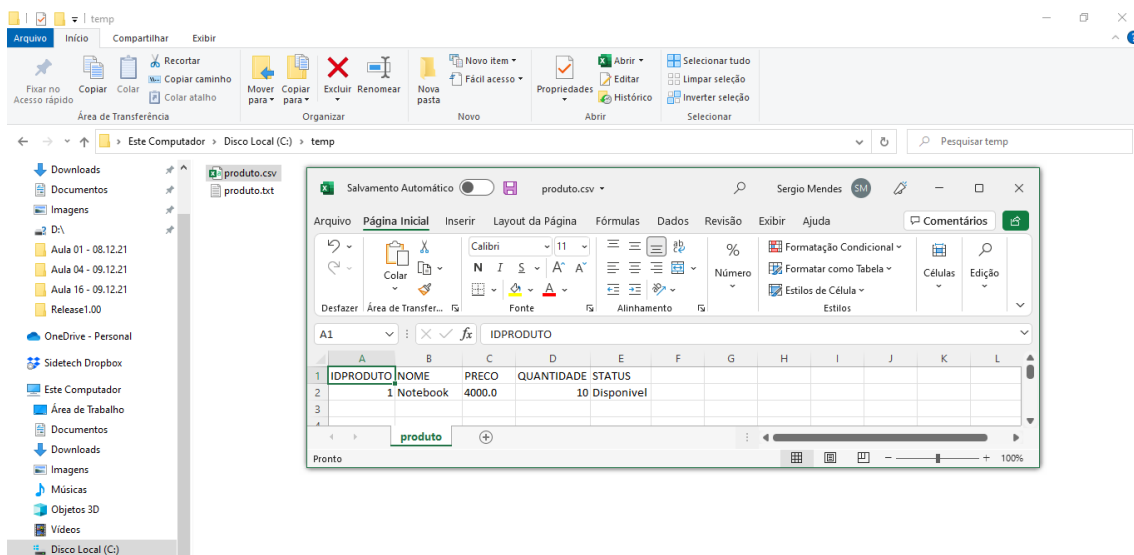 temp
Arquivo Início Compartilhar Exibir
Fixar no Acesso rápido
Copiar
Colar
Recortar
Copiar caminho
Colar atalho
Área de Transferência
Mover para
Copiar para
Excluir
Renomear
Organizar
Nova pasta
Novo item
Fácil acesso
Novo
Propriedades
Abrir
Editar
Histórico
Abrir
Selecionar tudo
Limpar seleção
Inverter seleção
Selecionar
Este Computador > Disco Local (C:) > temp
Pesquisar temp
Downloads
Documentos
Imagens
D:\
Aula 01 - 08.12.21
Aula 04 - 09.12.21
Aula 16 - 09.12.21
Release1.00
OneDrive - Personal
Sidetech Dropbox
Este Computador
Área de Trabalho
Documentos
Downloads
Imagens
Músicas
Objetos 3D
Vídeos
Disco Local (C:)
produto.csv
produto.txt
Salvamento Automático produto.csv Sergio Mendes SM
Arquivo Página Inicial Inserir Layout da Página Fórmulas Dados Revisão Exibir Ajuda Comentários
Colar
Calibri 11
N I S A^ A˅
A
% Número
Formatação Condicional
Formatar como Tabela
Estilos de Célula
Células
Edição
Desfazer Área de Transfer... Fonte Alinhamento Estilos
A1 fx IDPRODUTO
A B C D E F G H I J K L
1 IDPRODUTO NOME PRECO QUANTIDADE STATUS
2 1 Notebook 4000.0 10 Disponivel
3
produto
Pronto 100%